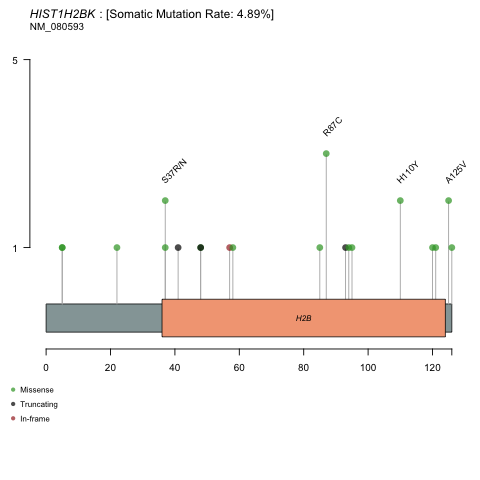 HIST1H2BK : [Somatic Mutation Rate: 4.89%]
NM_080593
5
1
S37R/N
R87C
H110Y
A125V
H2B
0 20 40 60 80 100 120
Missense
Truncating
In-frame